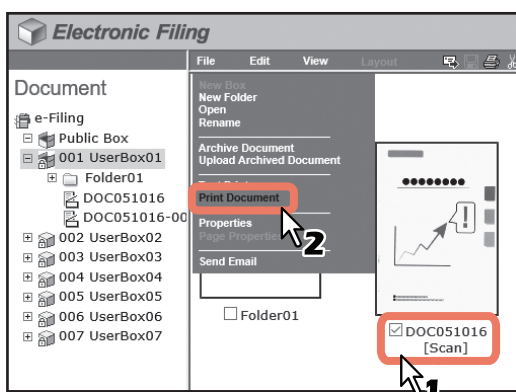 Electronic Filing
File Edit View Layout
Document
e-Filing
Public Box
001 UserBox01
Folder01
DOC051016
DOC051016-00
002 UserBox02
003 UserBox03
004 UserBox04
005 UserBox05
006 UserBox06
007 UserBox07
New Box
New Folder
Open
Rename
Archive Document
Upload Archived Document
Print Document
Properties
Page Properties
Send Email
2
Folder01
DOC051016
[Scan]
1